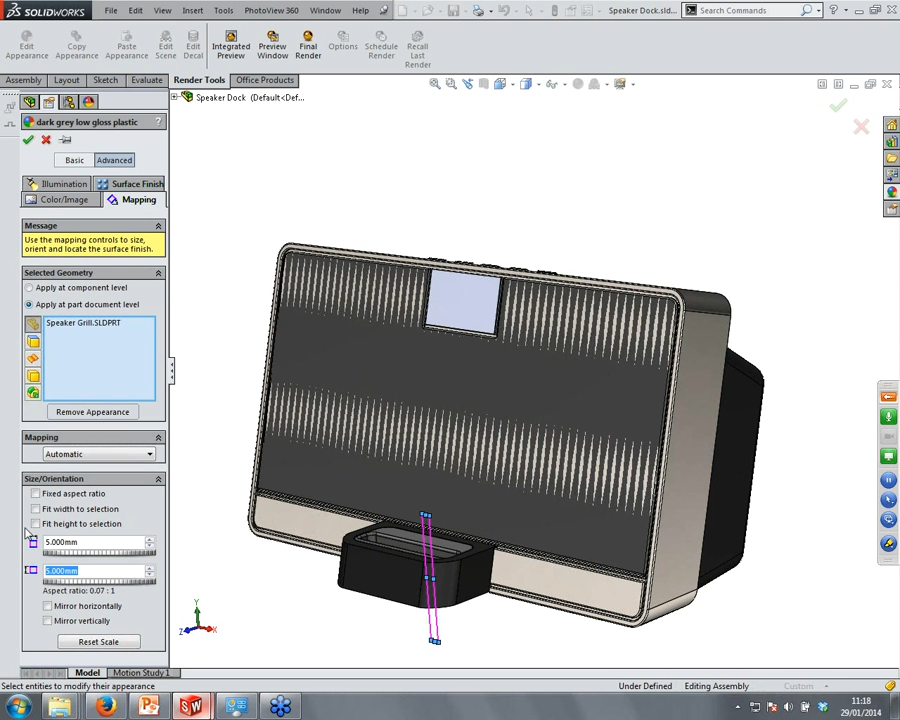 SOLIDWORKS File Edit View Insert Tools PhotoView 360 Window Help Speaker Dock.sld... Search Commands
Edit Appearance Copy Appearance Paste Appearance Edit Scene Edit Decal Integrated Preview Preview Window Final Render Options Schedule Render Recall Last Render
Assembly Layout Sketch Evaluate Render Tools Office Products
Speaker Dock (Default<Def...
dark grey low gloss plastic ?
Basic Advanced
Illumination Surface Finish
Color/Image Mapping
Message
Use the mapping controls to size,
orient and locate the surface finish.
Selected Geometry
Apply at component level
Apply at part document level
Speaker Grill.SLDPRT
Remove Appearance
Mapping
Automatic
Size/Orientation
Fixed aspect ratio
Fit width to selection
Fit height to selection
5.000mm
5.000mm
Aspect ratio: 0.07 : 1
Mirror horizontally
Mirror vertically
Reset Scale
Y
Z X
Model Motion Study 1
Select entities to modify their appearance Under Defined Editing Assembly Custom
11:18
29/01/2014